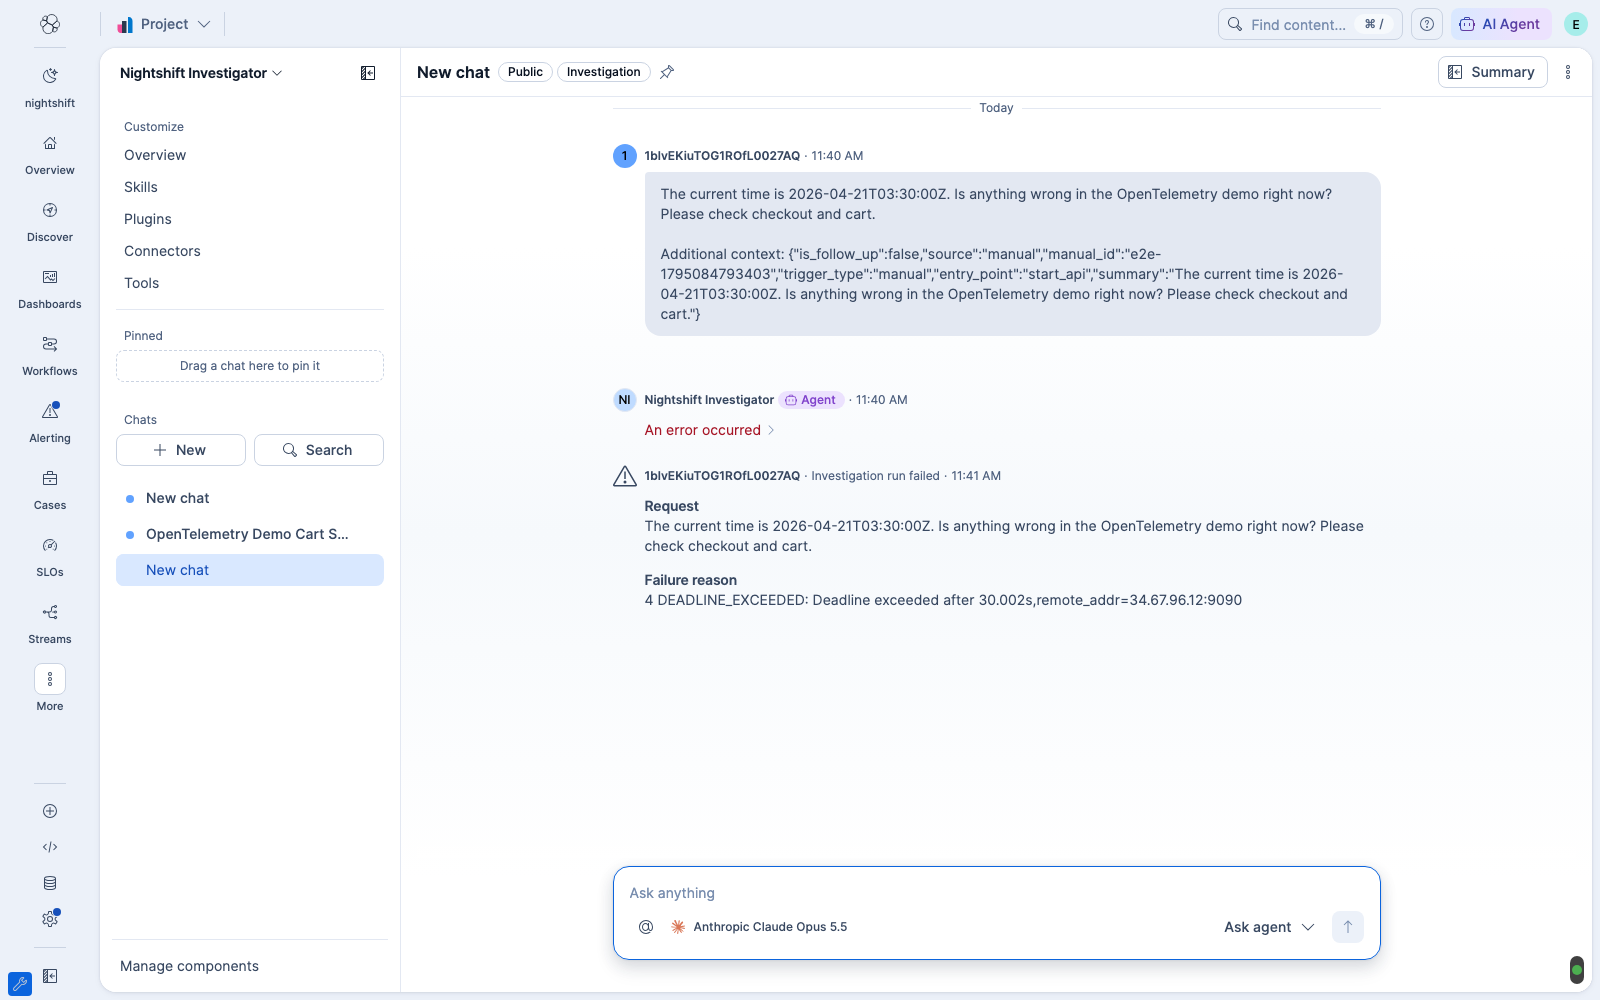 Project
Find content...
⌘ /
AI Agent
E
nightshift
Overview
Discover
Dashboards
Workflows
Alerting
Cases
SLOs
Streams
More
Nightshift Investigator
Customize
Overview
Skills
Plugins
Connectors
Tools
Pinned
Drag a chat here to pin it
Chats
New
Search
New chat
OpenTelemetry Demo Cart S...
New chat
Manage components
New chat
Public
Investigation
Summary
Today
1
1blvEKiuTOG1ROfL0027AQ · 11:40 AM
The current time is 2026-04-21T03:30:00Z. Is anything wrong in the OpenTelemetry demo right now?
Please check checkout and cart.
Additional context: {"is_follow_up":false,"source":"manual","manual_id":"e2e-
1795084793403","trigger_type":"manual","entry_point":"start_api","summary":"The current time is 2026-
04-21T03:30:00Z. Is anything wrong in the OpenTelemetry demo right now? Please check checkout and
cart."}
NI
Nightshift Investigator Agent · 11:40 AM
An error occurred
1blvEKiuTOG1ROfL0027AQ · Investigation run failed · 11:41 AM
Request
The current time is 2026-04-21T03:30:00Z. Is anything wrong in the OpenTelemetry demo right now? Please
check checkout and cart.
Failure reason
4 DEADLINE_EXCEEDED: Deadline exceeded after 30.002s,remote_addr=34.67.96.12:9090
Ask anything
@
Anthropic Claude Opus 5.5
Ask agent